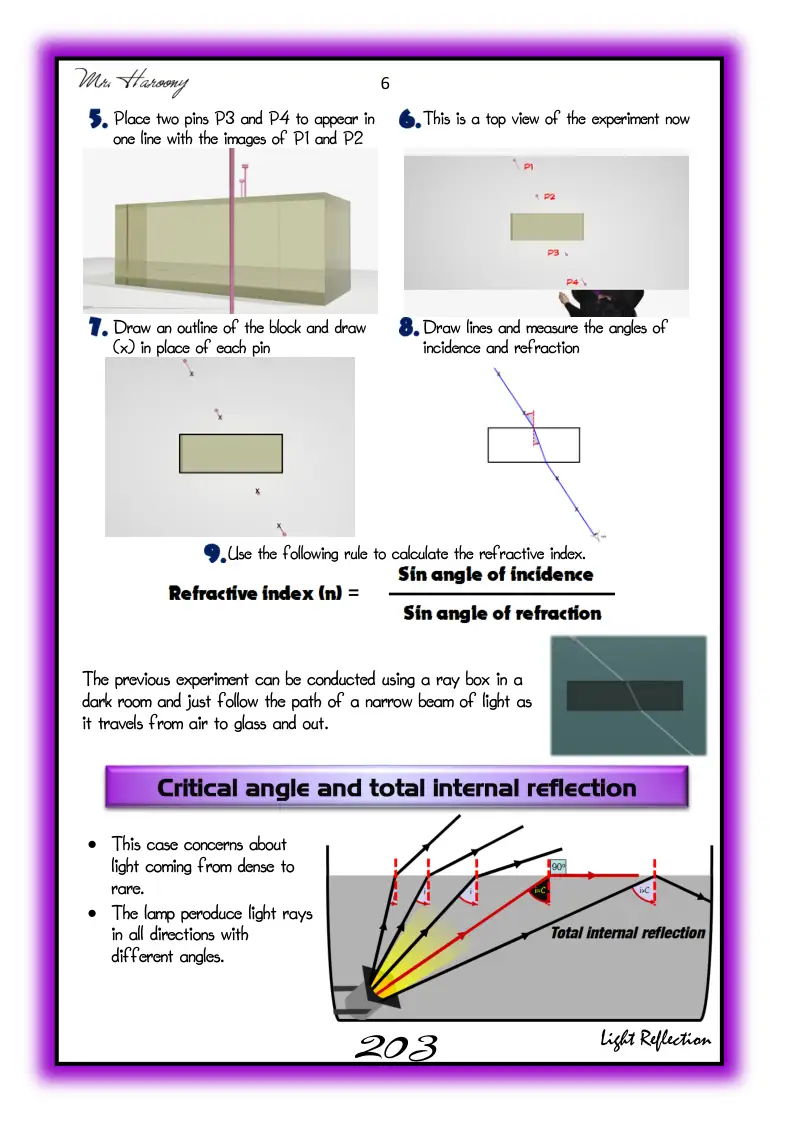 Mr. Haroony
6
5. Place two pins P3 and P4 to appear in
one line with the images of P1 and P2
6. This is a top view of the experiment now
P1
P2
P3
P4
7. Draw an outline of the block and draw
(x) in place of each pin
8. Draw lines and measure the angles of
incidence and refraction
x
x
x
x
x
x
x
x
9. Use the following rule to calculate the refractive index.
Refractive index (n) = Sin angle of incidence
Sin angle of refraction
The previous experiment can be conducted using a ray box in a
dark room and just follow the path of a narrow beam of light as
it travels from air to glass and out.
Critical angle and total internal reflection
• This case concerns about
light coming from dense to
rare.
• The lamp peroduce light rays
in all directions with
different angles.
90°
i
i
i
i=C
i>C
Total internal reflection
203
Light Reflection